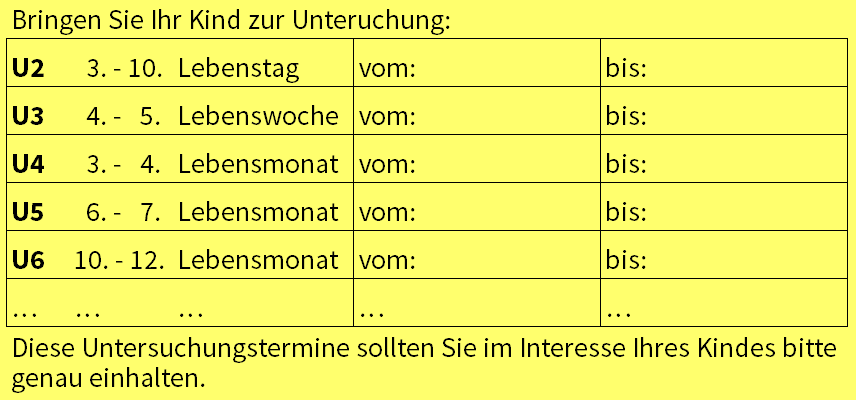 Bringen Sie Ihr Kind zur Unteruchung:
U2 3. - 10. Lebenstag vom: bis:
U3 4. - 5. Lebenswoche vom: bis:
U4 3. - 4. Lebensmonat vom: bis:
U5 6. - 7. Lebensmonat vom: bis:
U6 10. - 12. Lebensmonat vom: bis:
... ... ... ... ...
Diese Untersuchungstermine sollten Sie im Interesse Ihres Kindes bitte
genau einhalten.